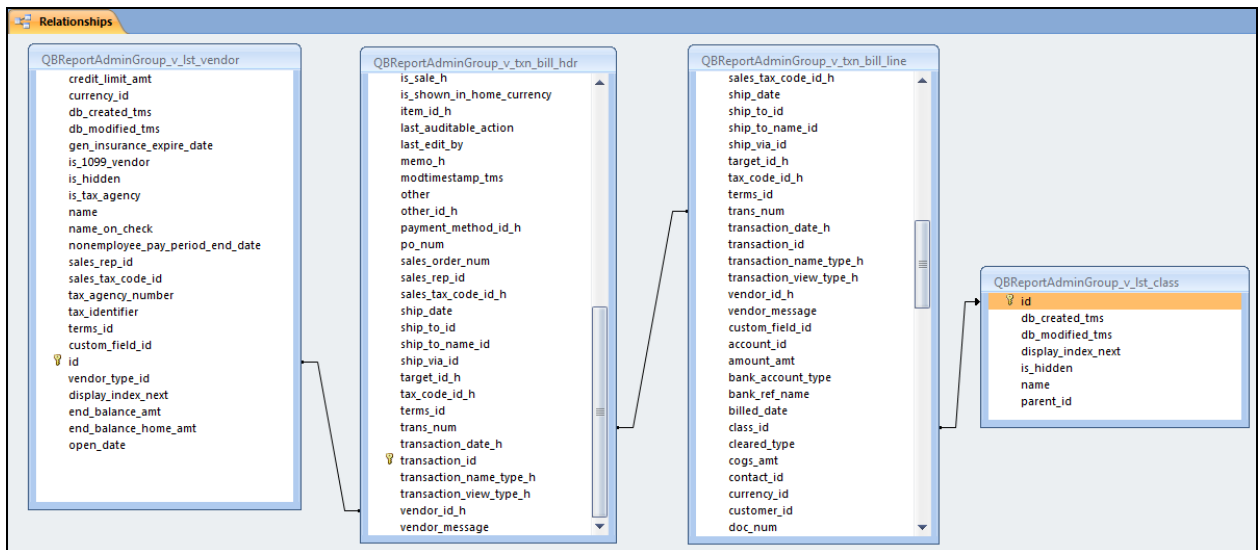 Relationships
QBReportAdminGroup_v_lst_vendor
credit_limit_amt
currency_id
db_created_tms
db_modified_tms
gen_insurance_expire_date
is_1099_vendor
is_hidden
is_tax_agency
name
name_on_check
nonemployee_pay_period_end_date
sales_rep_id
sales_tax_code_id
tax_agency_number
tax_identifier
terms_id
custom_field_id
id
vendor_type_id
display_index_next
end_balance_amt
end_balance_home_amt
open_date
QBReportAdminGroup_v_txn_bill_hdr
is_sale_h
is_shown_in_home_currency
item_id_h
last_auditable_action
last_edit_by
memo_h
modtimestamp_tms
other
other_id_h
payment_method_id_h
po_num
sales_order_num
sales_rep_id
sales_tax_code_id_h
ship_date
ship_to_id
ship_to_name_id
ship_via_id
target_id_h
tax_code_id_h
terms_id
trans_num
transaction_date_h
transaction_id
transaction_name_type_h
transaction_view_type_h
vendor_id_h
vendor_message
QBReportAdminGroup_v_txn_bill_line
sales_tax_code_id_h
ship_date
ship_to_id
ship_to_name_id
ship_via_id
target_id_h
tax_code_id_h
terms_id
trans_num
transaction_date_h
transaction_id
transaction_name_type_h
transaction_view_type_h
vendor_id_h
vendor_message
custom_field_id
account_id
amount_amt
bank_account_type
bank_ref_name
billed_date
class_id
cleared_type
cogs_amt
contact_id
currency_id
customer_id
doc_num
QBReportAdminGroup_v_lst_class
id
db_created_tms
db_modified_tms
display_index_next
is_hidden
name
parent_id